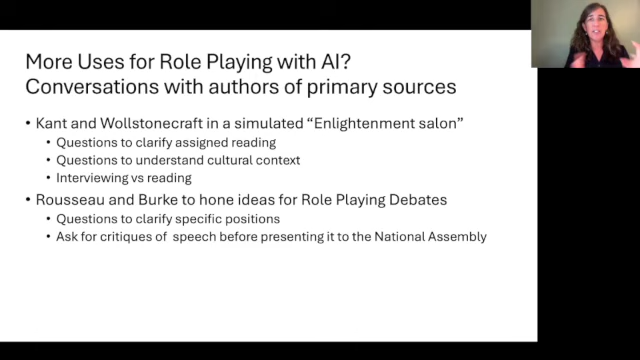 More Uses for Role Playing with AI?
Conversations with authors of primary sources
• Kant and Wollstonecraft in a simulated “Enlightenment salon”
• Questions to clarify assigned reading
• Questions to understand cultural context
• Interviewing vs reading
• Rousseau and Burke to hone ideas for Role Playing Debates
• Questions to clarify specific positions
• Ask for critiques of speech before presenting it to the National Assembly